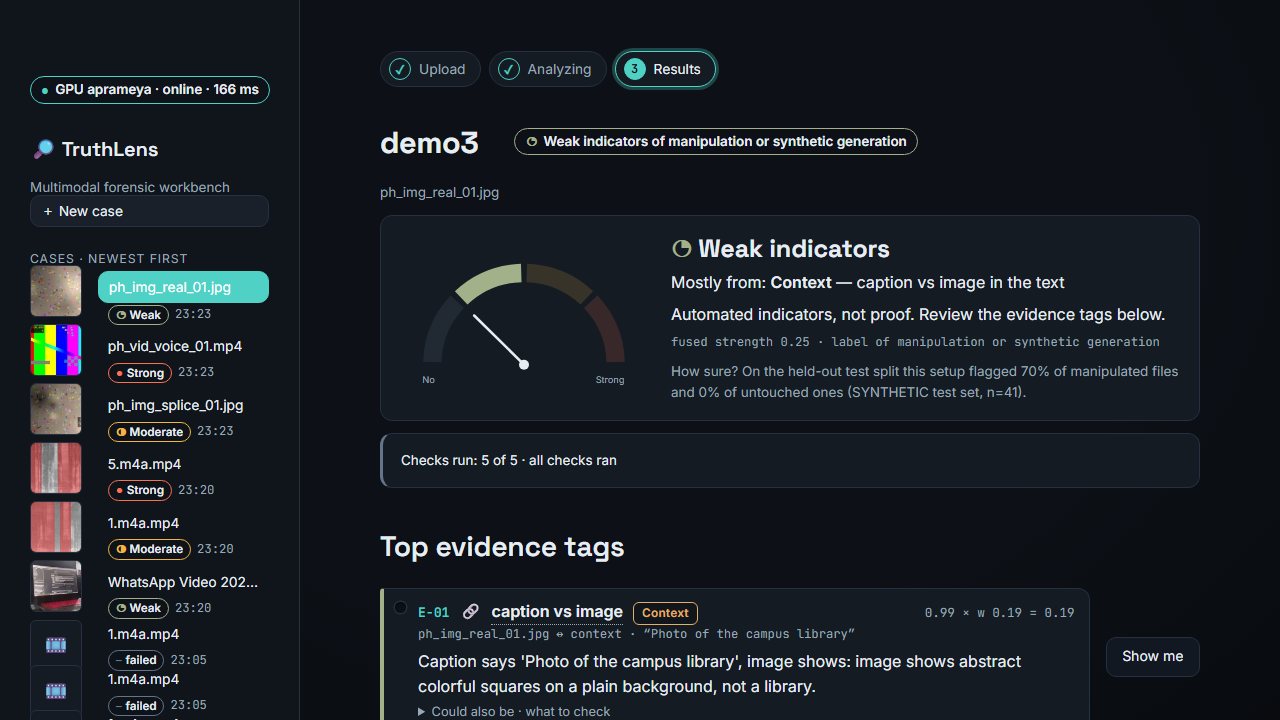 GPU aprameya · online · 166 ms
TruthLens
Multimodal forensic workbench
+ New case
CASES · NEWEST FIRST
ph_img_real_01.jpg
Weak 23:23
ph_vid_voice_01.mp4
Strong 23:23
ph_img_splice_01.jpg
Moderate 23:23
5.m4a.mp4
Strong 23:20
1.m4a.mp4
Moderate 23:20
WhatsApp Video 202...
Weak 23:20
1.m4a.mp4
– failed 23:05
1.m4a.mp4
– failed 23:05
✓ Upload ✓ Analyzing 3 Results
demo3 Weak indicators of manipulation or synthetic generation
ph_img_real_01.jpg
No Strong
Weak indicators
Mostly from: Context — caption vs image in the text
Automated indicators, not proof. Review the evidence tags below.
fused strength 0.25 · label of manipulation or synthetic generation
How sure? On the held-out test split this setup flagged 70% of manipulated files
and 0% of untouched ones (SYNTHETIC test set, n=41).
Checks run: 5 of 5 · all checks ran
Top evidence tags
E-01 caption vs image Context 0.99 × w 0.19 = 0.19
ph_img_real_01.jpg ↔ context · “Photo of the campus library”
Caption says 'Photo of the campus library', image shows: image shows abstract
colorful squares on a plain background, not a library.
▶ Could also be · what to check
Show me